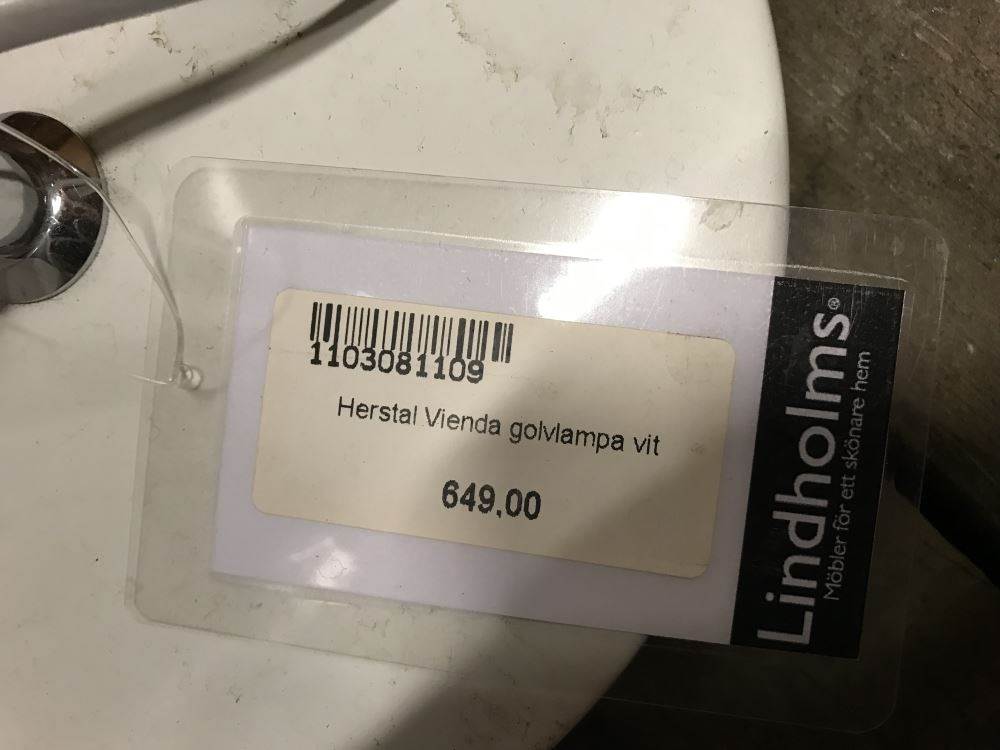 1103081109
Herstal Vienda golvlampa vit
649,00
Lindholms®
Möbler för ett skönare hem